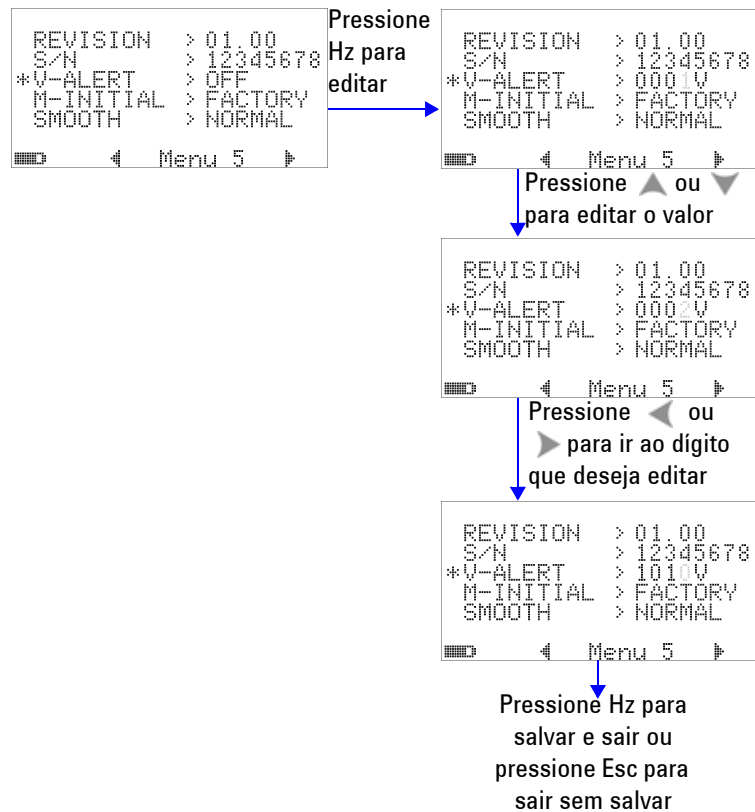 REVISION > 01.00
S/N > 12345678
*V-ALERT > OFF
M-INITIAL > FACTORY
SMOOTH > NORMAL
Menu 5
Pressione
Hz para
editar
REVISION > 01.00
S/N > 12345678
*V-ALERT > 0001V
M-INITIAL > FACTORY
SMOOTH > NORMAL
Menu 5
Pressione ou
para editar o valor
REVISION > 01.00
S/N > 12345678
*V-ALERT > 0002V
M-INITIAL > FACTORY
SMOOTH > NORMAL
Menu 5
Pressione ou
para ir ao dígito
que deseja editar
REVISION > 01.00
S/N > 12345678
*V-ALERT > 1010V
M-INITIAL > FACTORY
SMOOTH > NORMAL
Menu 5
Pressione Hz para
salvar e sair ou
pressione Esc para
sair sem salvar